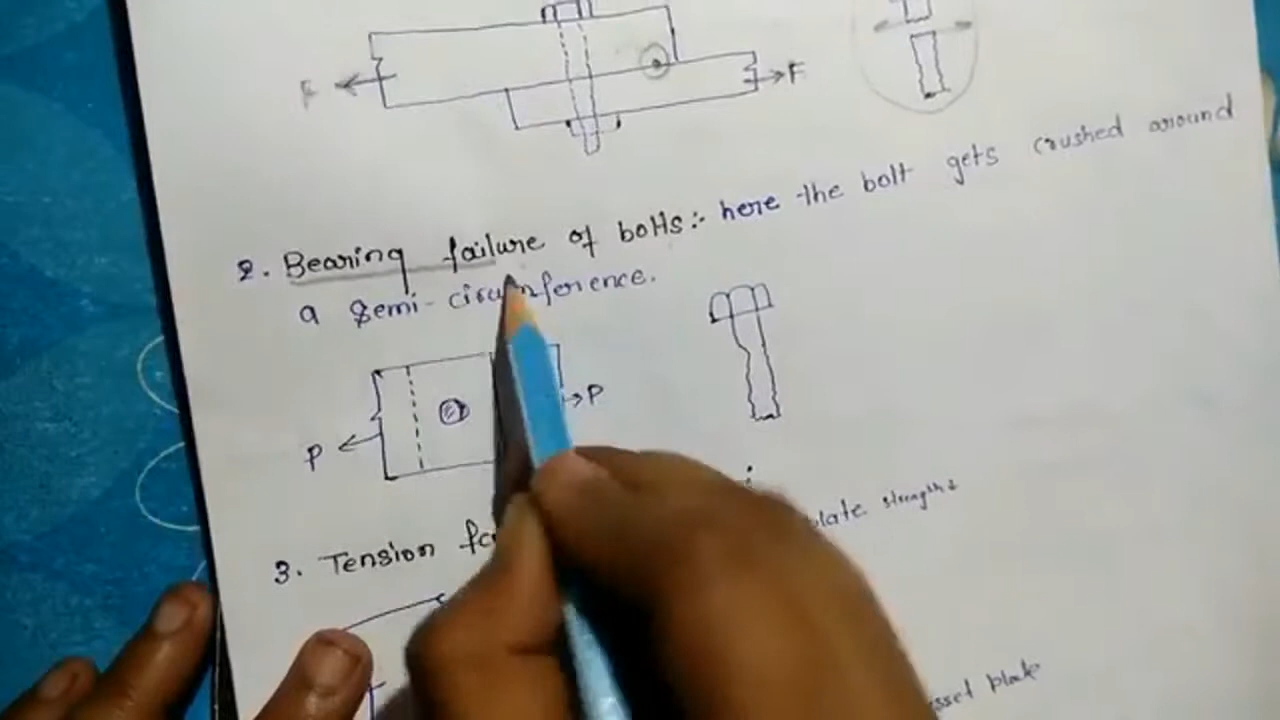 F
F
2. Bearing failure of bolts:- here the bolt gets crushed around
a semi-circumference.
P
P
3. Tension
plate strength
plate